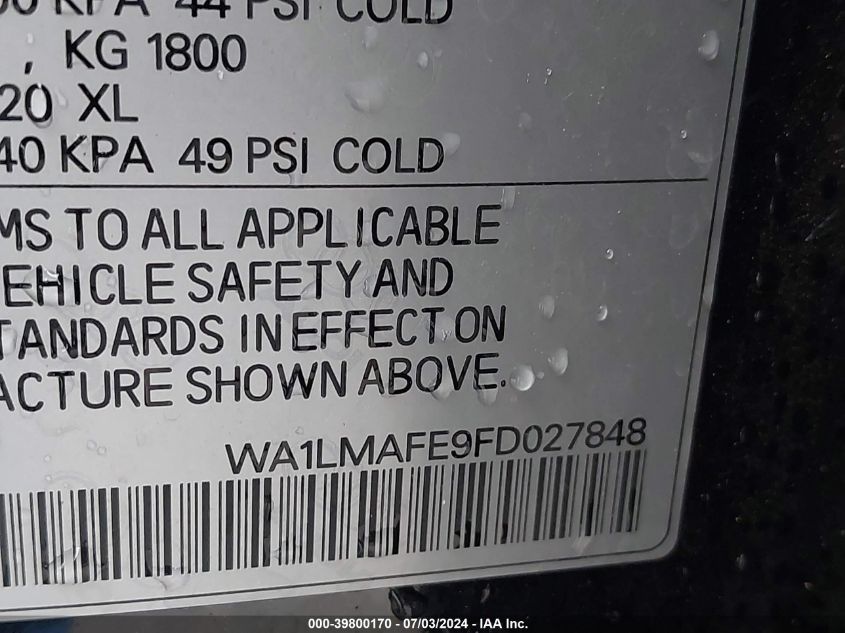 KPA 44 PSI COLD
, KG 1800
20 XL
40 KPA 49 PSI COLD
MS TO ALL APPLICABLE
EHICLE SAFETY AND
TANDARDS IN EFFECT ON
ACTURE SHOWN ABOVE.
WA1LMAFE9FD027848
000-39800170 - 07/03/2024 - IAA Inc.